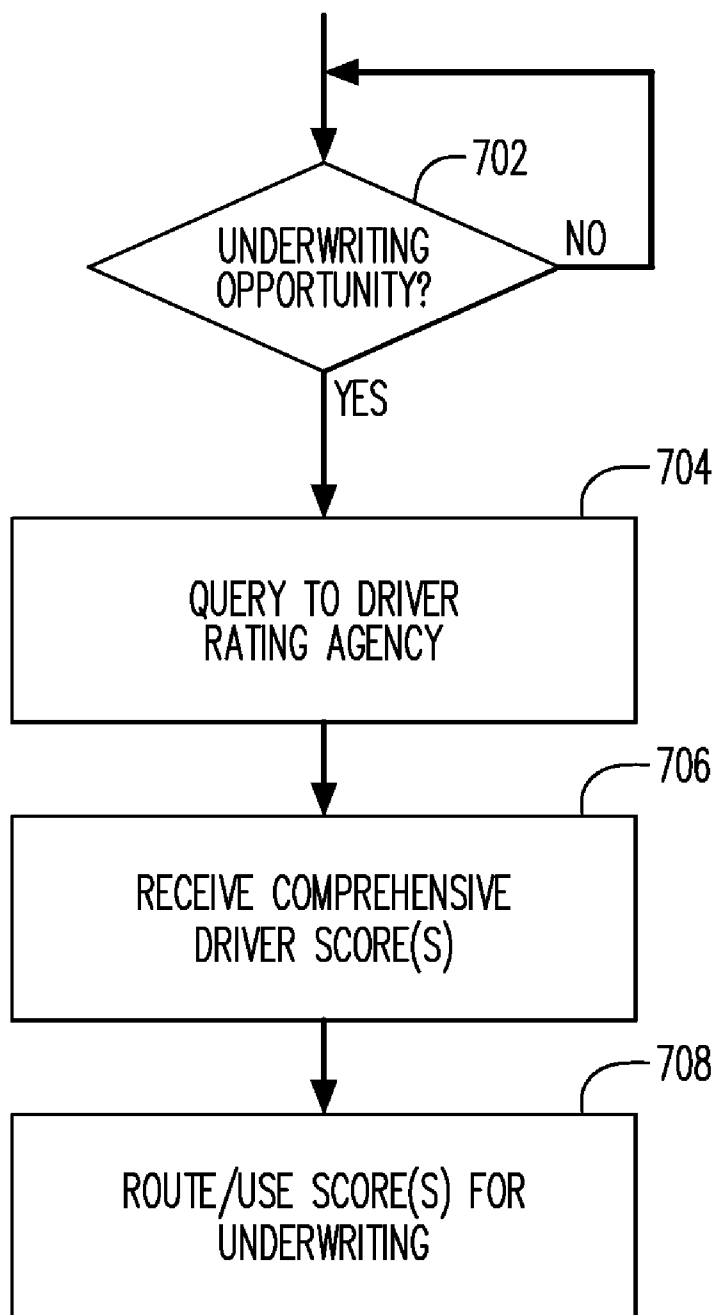 702
UNDERWRITING
OPPORTUNITY?
NO
YES
704
QUERY TO DRIVER
RATING AGENCY
706
RECEIVE COMPREHENSIVE
DRIVER SCORE(S)
708
ROUTE/USE SCORE(S) FOR
UNDERWRITING